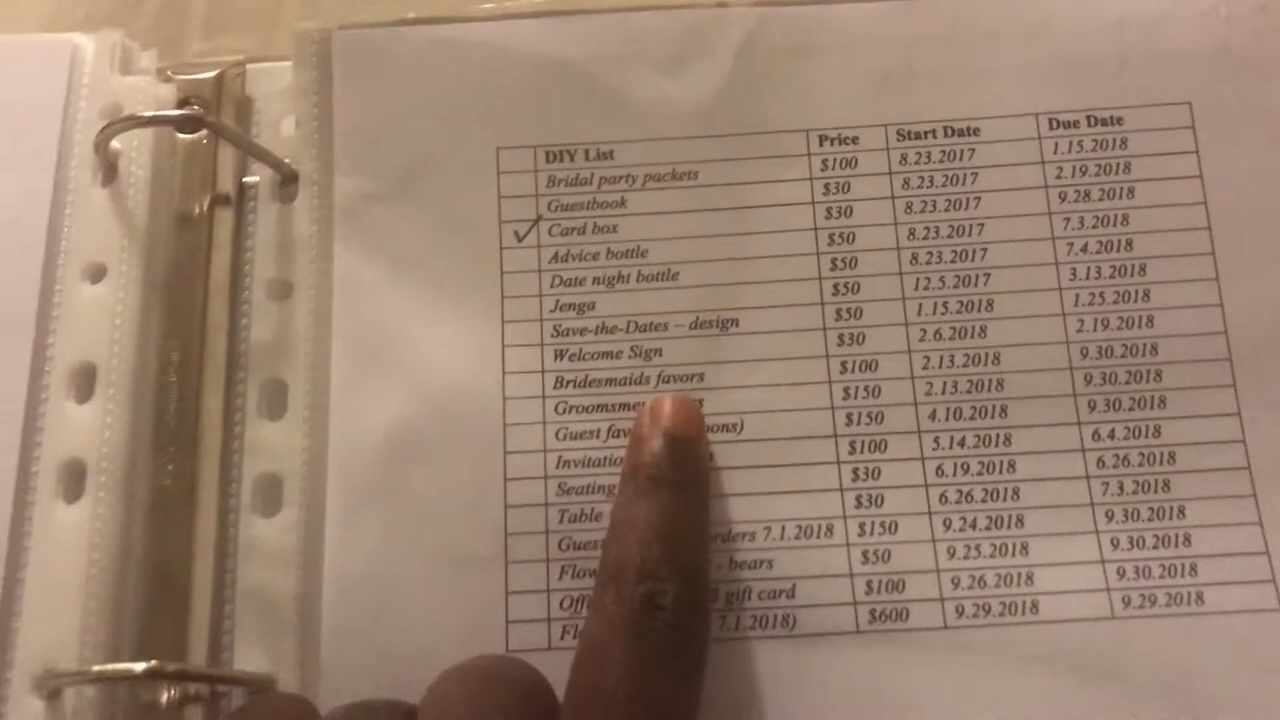 DIY List Price Start Date Due Date
Bridal party packets $100 8.23.2017 1.15.2018
Guestbook $30 8.23.2017 2.19.2018
Card box $30 8.23.2017 9.28.2018
Advice bottle $50 8.23.2017 7.3.2018
Date night bottle $50 8.23.2017 7.4.2018
Jenga $50 12.5.2017 3.13.2018
Save-the-Dates – design $50 1.15.2018 1.25.2018
Welcome Sign $30 2.6.2018 2.19.2018
Bridesmaids favors $100 2.13.2018 9.30.2018
$150 2.13.2018 9.30.2018
Guest $150 4.10.2018 9.30.2018
$100 5.14.2018 6.4.2018
Seating $30 6.19.2018 6.26.2018
Table $30 6.26.2018 7.3.2018
7.1.2018 $150 9.24.2018 9.30.2018
- bears $50 9.25.2018 9.30.2018
gift card $100 9.26.2018 9.30.2018
7.1.2018) $600 9.29.2018 9.29.2018